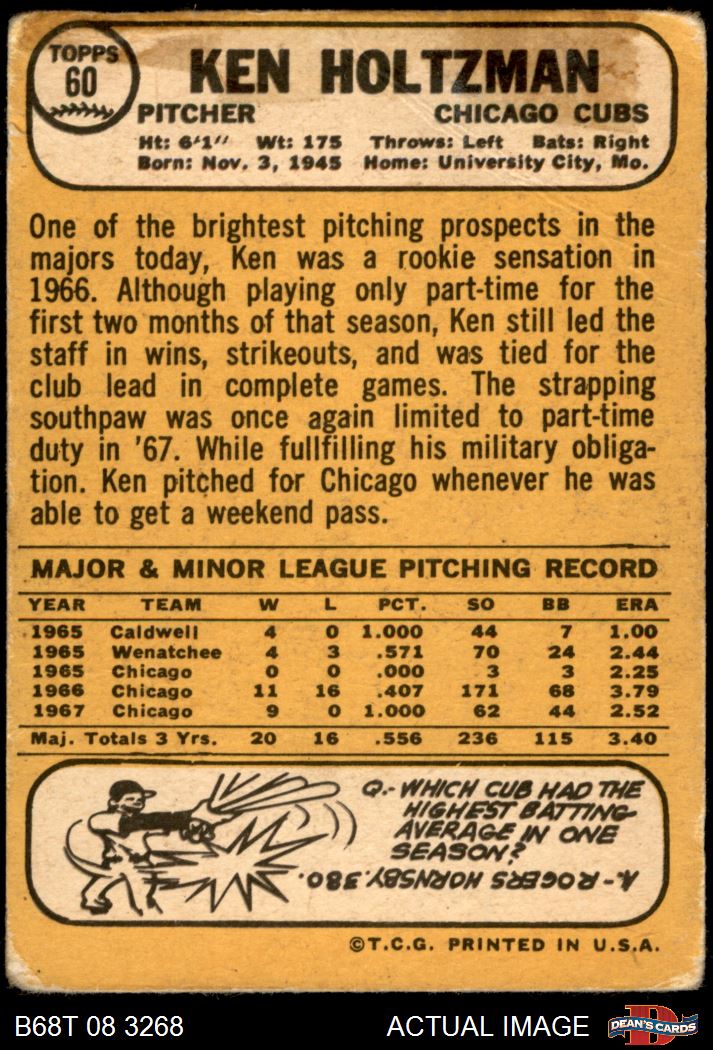 TOPPS
60
KEN HOLTZMAN
PITCHER CHICAGO CUBS
Ht: 6'1" Wt: 175 Throws: Left Bats: Right
Born: Nov. 3, 1945 Home: University City, Mo.
One of the brightest pitching prospects in the
majors today, Ken was a rookie sensation in
1966. Although playing only part-time for the
first two months of that season, Ken still led the
staff in wins, strikeouts, and was tied for the
club lead in complete games. The strapping
southpaw was once again limited to part-time
duty in '67. While fullfilling his military obliga-
tion. Ken pitched for Chicago whenever he was
able to get a weekend pass.
MAJOR & MINOR LEAGUE PITCHING RECORD
YEAR TEAM W L PCT. SO BB ERA
1965 Caldwell 4 0 1.000 44 7 1.00
1965 Wenatchee 4 3 .571 70 24 2.44
1965 Chicago 0 0 .000 3 3 2.25
1966 Chicago 11 16 .407 171 68 3.79
1967 Chicago 9 0 1.000 62 44 2.52
Maj. Totals 3 Yrs. 20 16 .556 236 115 3.40
Q.- WHICH CUB HAD THE
HIGHEST BATTING
AVERAGE IN ONE
SEASON?
A.- ROGERS HORNSBY. 380.
©T.C.G. PRINTED IN U.S.A.
B68T 08 3268 ACTUAL IMAGE DEAN'S CARDS